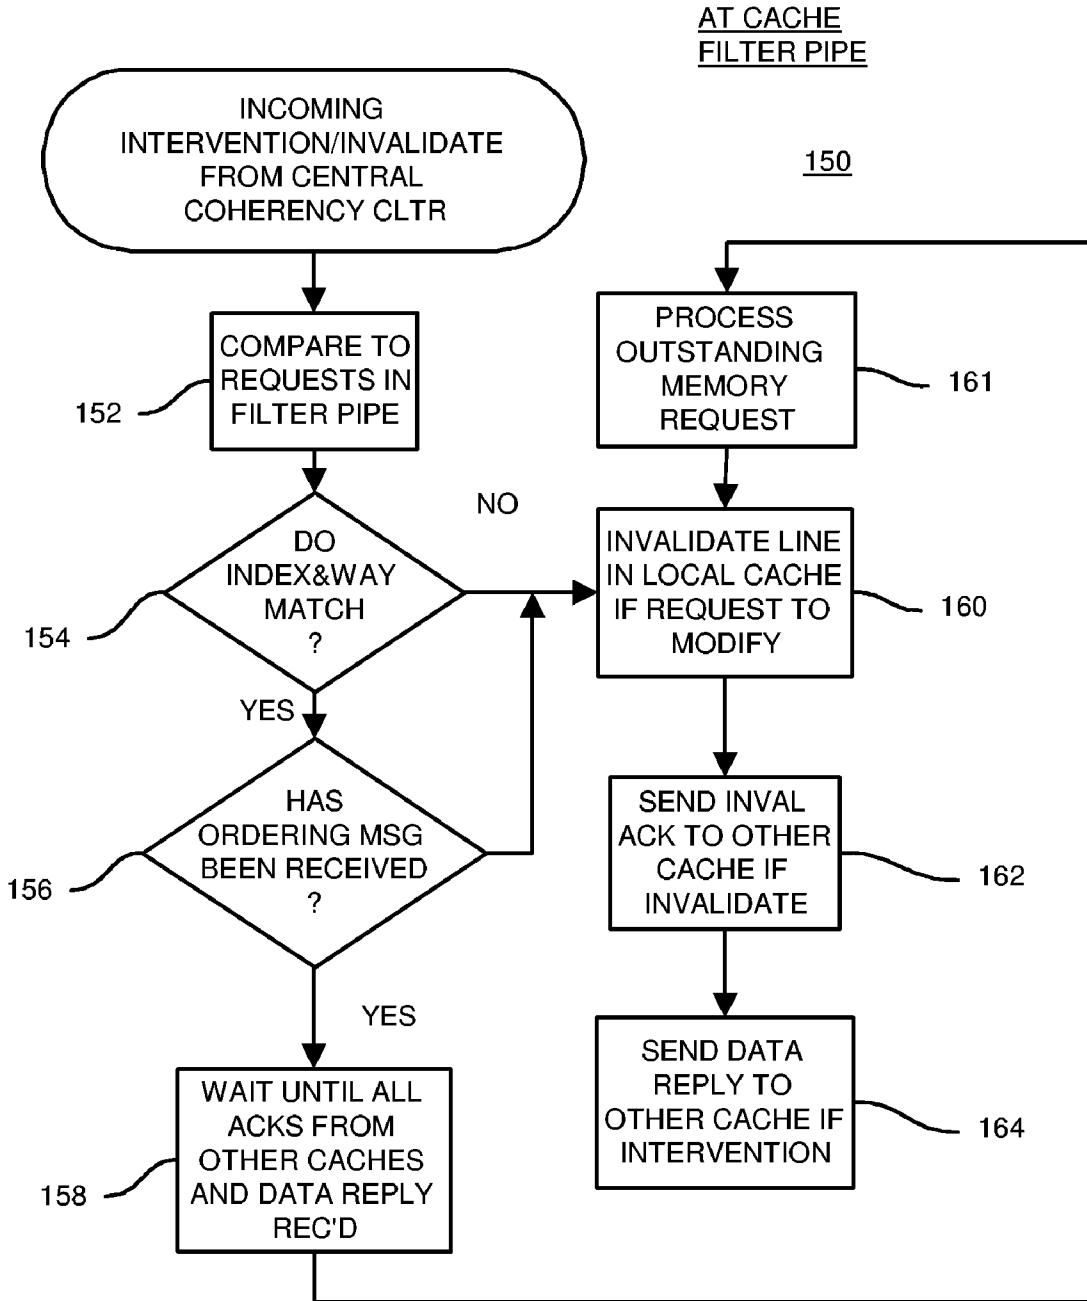 AT CACHE
FILTER PIPE
150
INCOMING
INTERVENTION/INVALIDATE
FROM CENTRAL
COHERENCY CLTR
COMPARE TO
REQUESTS IN
FILTER PIPE
152
DO
INDEX&WAY
MATCH
?
154
NO
YES
HAS
ORDERING MSG
BEEN RECEIVED
?
156
YES
WAIT UNTIL ALL
ACKS FROM
OTHER CACHES
AND DATA REPLY
REC'D
158
PROCESS
OUTSTANDING
MEMORY
REQUEST
161
INVALIDATE LINE
IN LOCAL CACHE
IF REQUEST TO
MODIFY
160
SEND INVAL
ACK TO OTHER
CACHE IF
INVALIDATE
162
SEND DATA
REPLY TO
OTHER CACHE IF
INTERVENTION
164